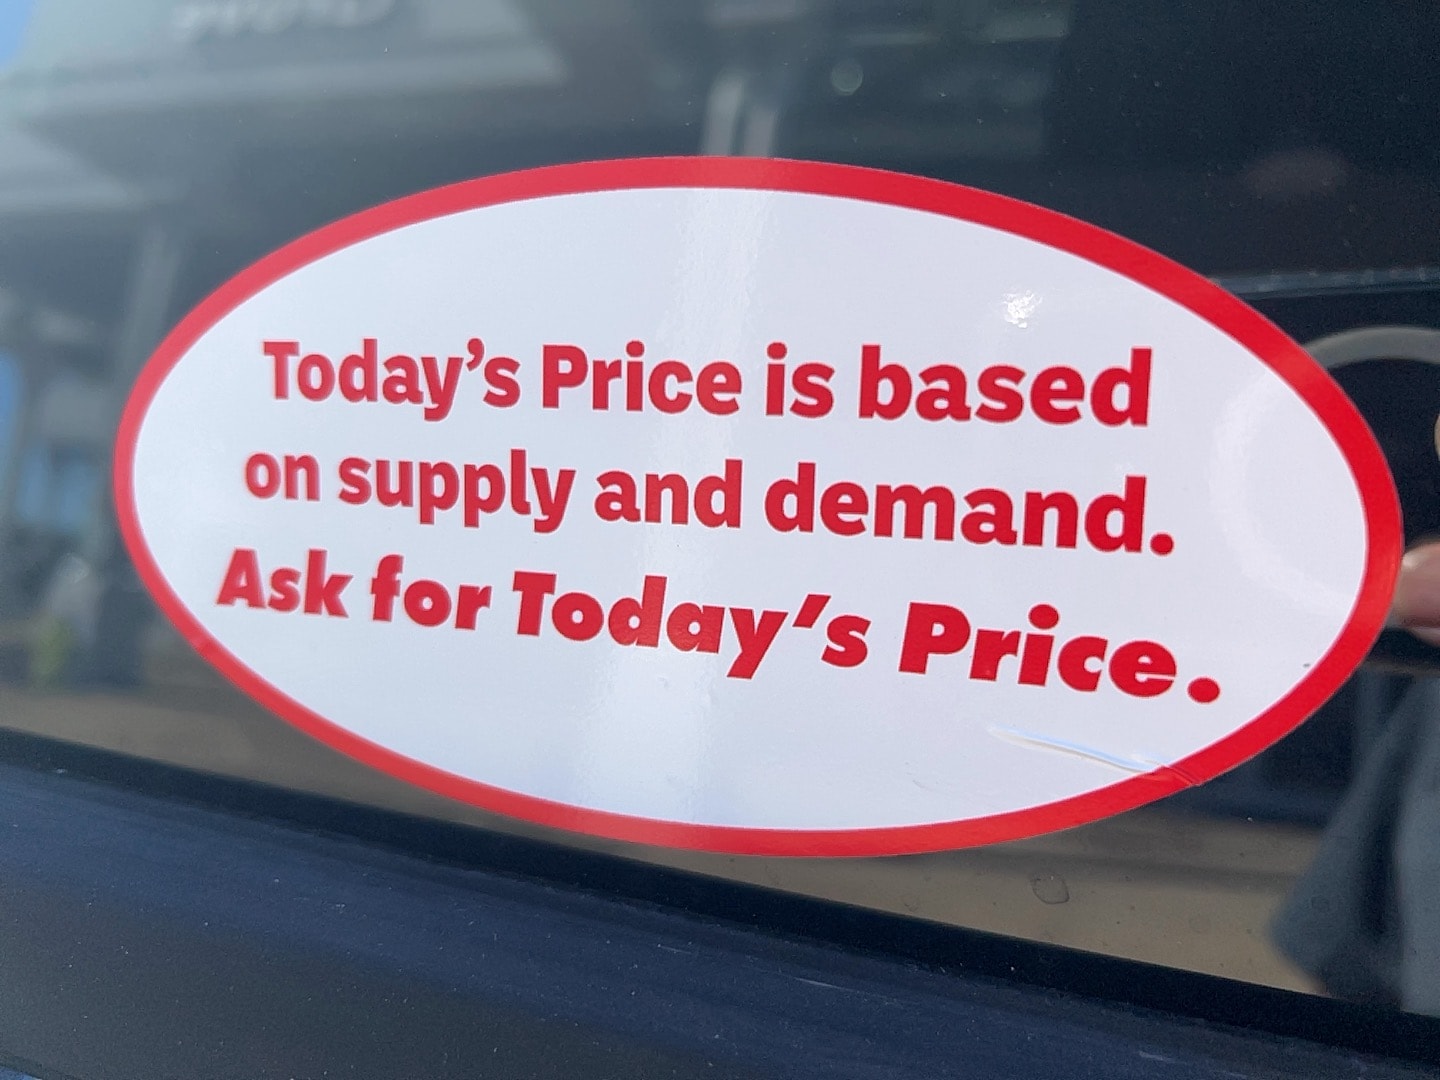 Today's Price is based
on supply and demand.
Ask for Today's Price.